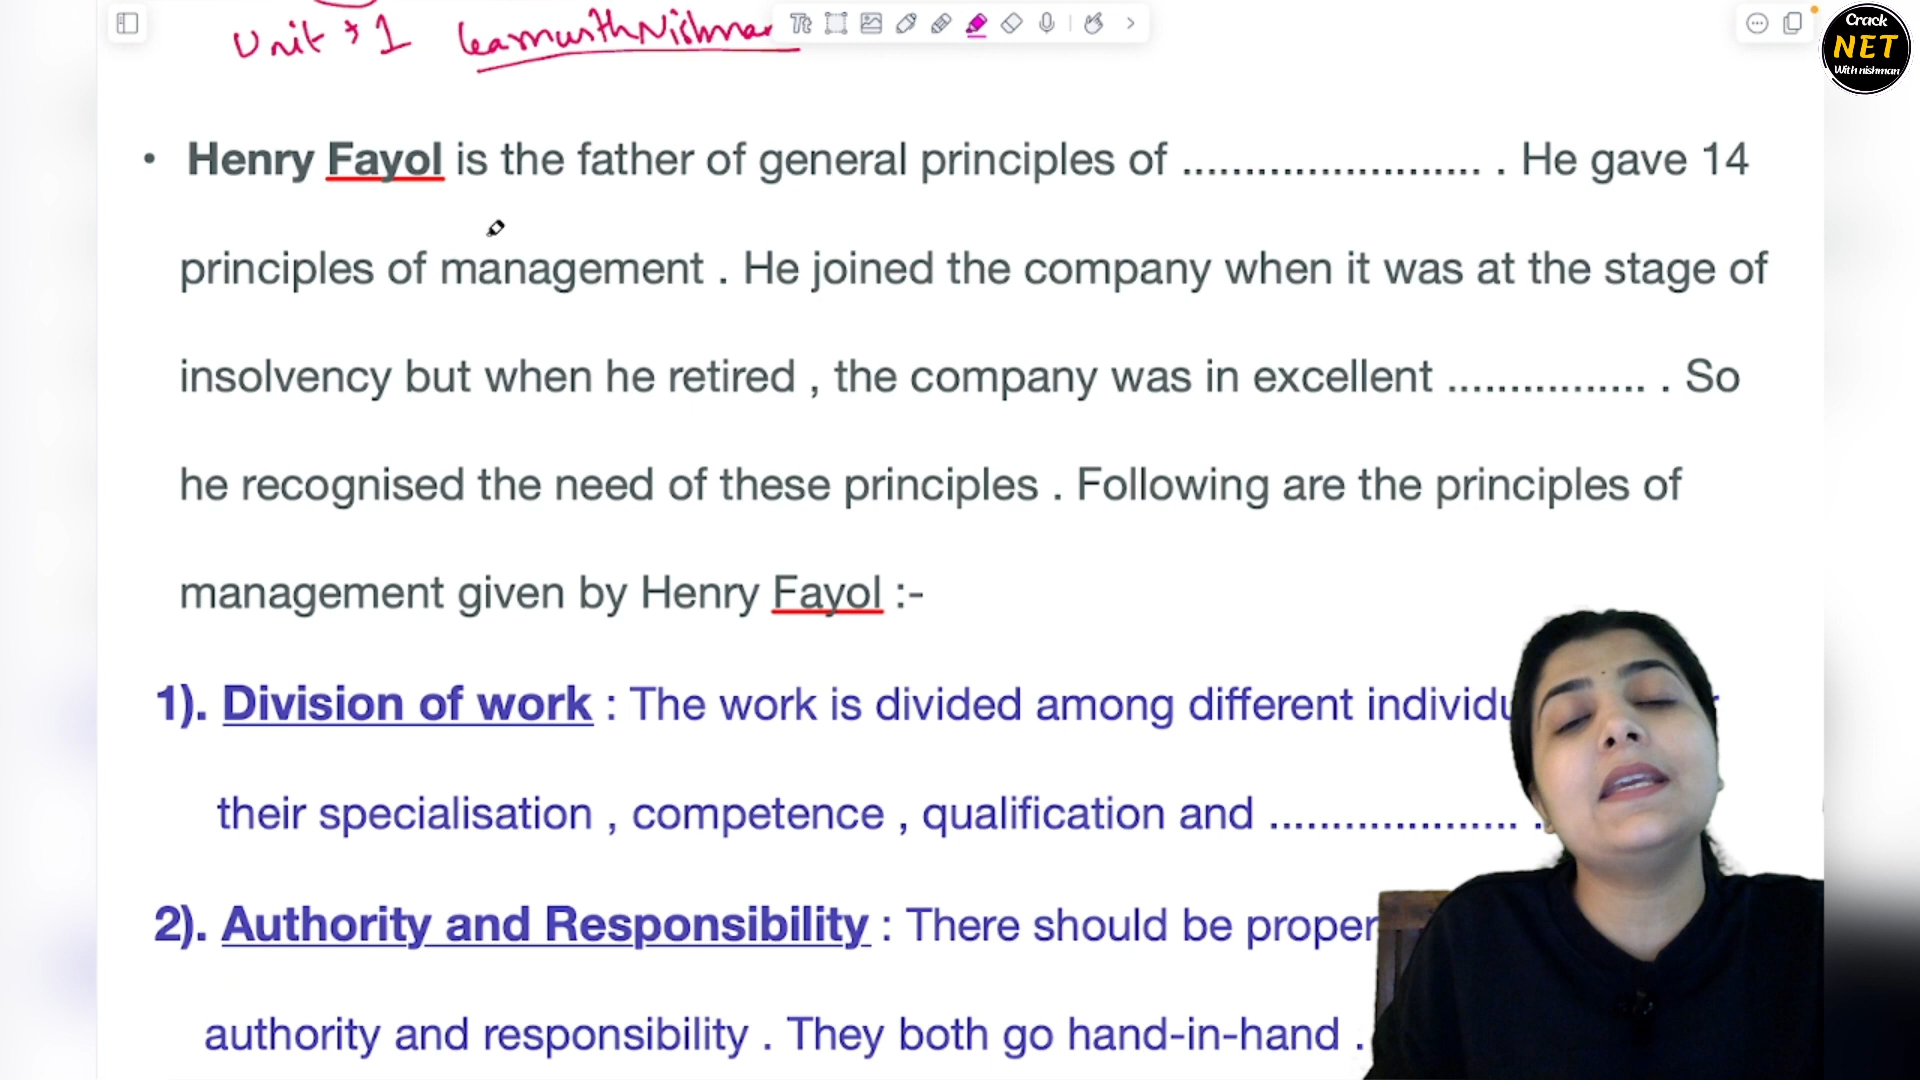 Unit # 1 learnwithNishman
Crack
NET
With nishman
• Henry Fayol is the father of general principles of ........................ . He gave 14
principles of management . He joined the company when it was at the stage of
insolvency but when he retired , the company was in excellent ................ . So
he recognised the need of these principles . Following are the principles of
management given by Henry Fayol :-
1). Division of work : The work is divided among different
their specialisation , competence , qualification and .................... .
2). Authority and Responsibility : There should be proper
authority and responsibility . They both go hand-in-hand .